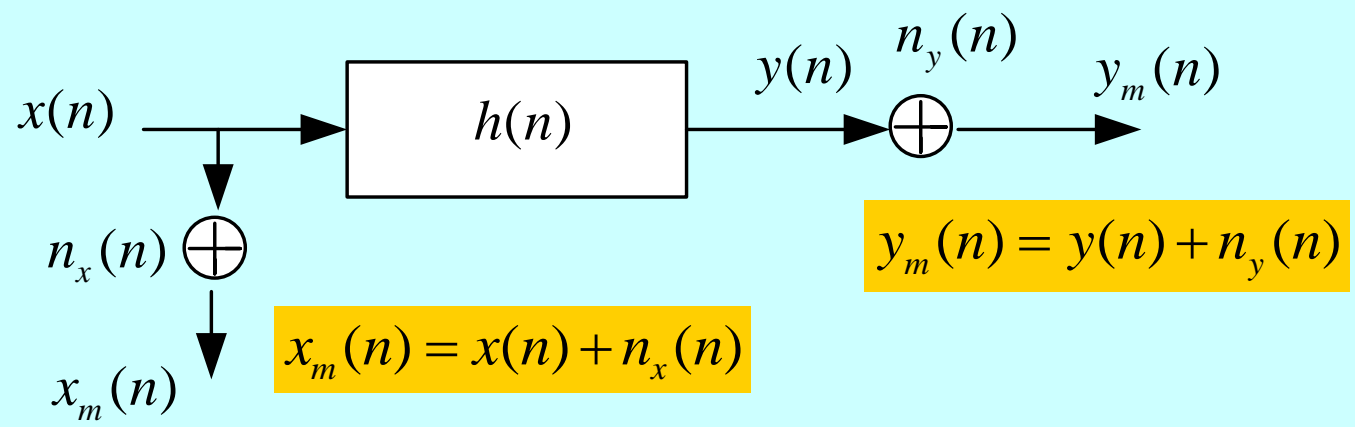 x(n)
h(n)
y(n)
n_y(n)
y_m(n)
n_x(n)
x_m(n)
y_m(n) = y(n) + n_y(n)
x_m(n) = x(n) + n_x(n)